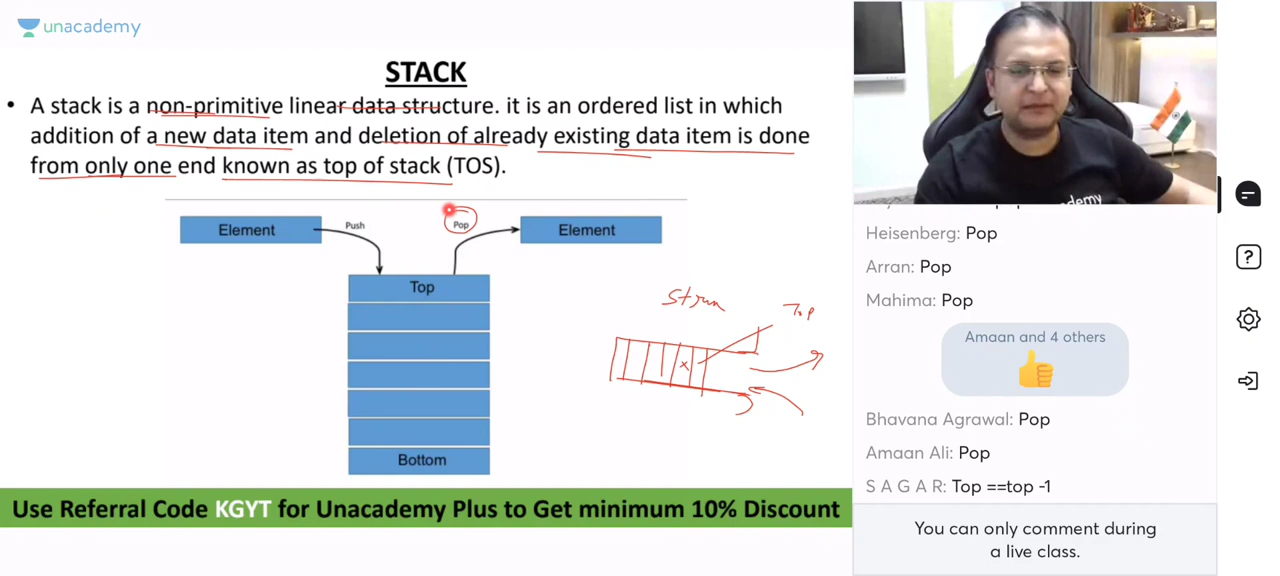 unacademy
STACK
• A stack is a non-primitive linear data structure. it is an ordered list in which
addition of a new data item and deletion of already existing data item is done
from only one end known as top of stack (TOS).
Element
Push
Pop
Element
Top
Bottom
Top
Use Referral Code KGYT for Unacademy Plus to Get minimum 10% Discount
demy
Heisenberg: Pop
Arran: Pop
Mahima: Pop
Amaan and 4 others
Bhavana Agrawal: Pop
Amaan Ali: Pop
S A G A R: Top ==top -1
You can only comment during
a live class.
?